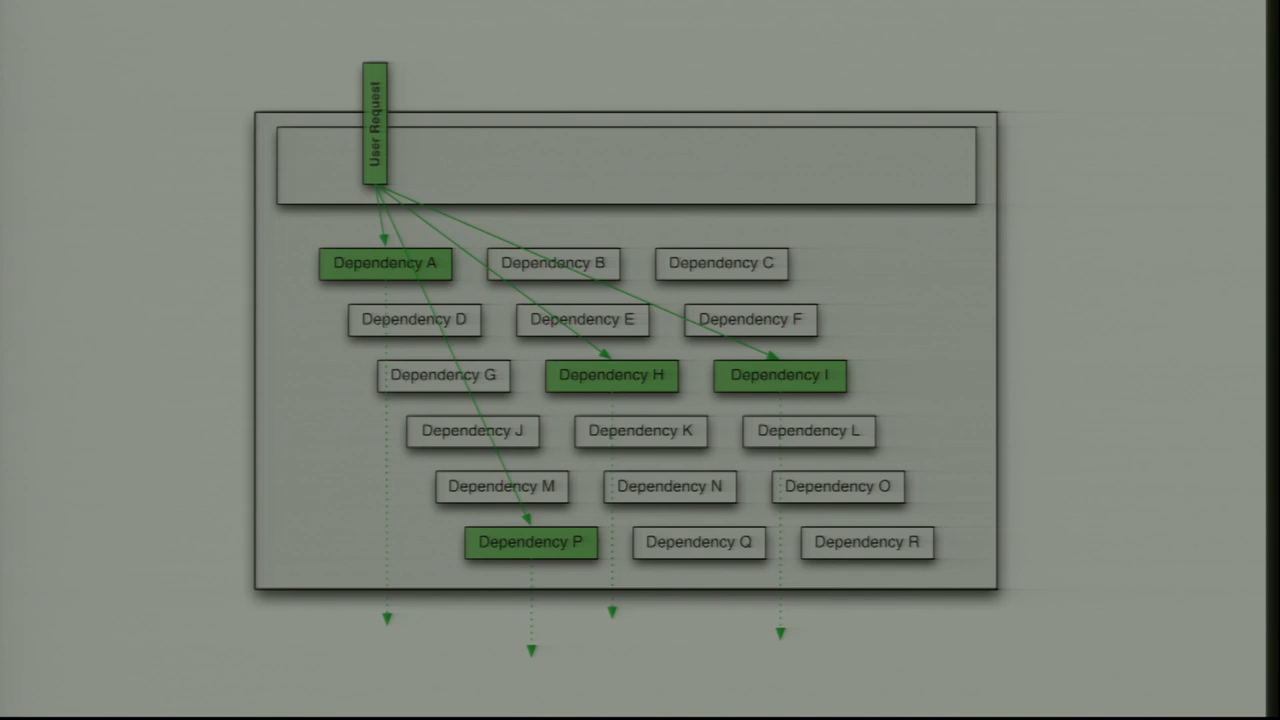 User Request
Dependency A
Dependency B
Dependency C
Dependency D
Dependency E
Dependency F
Dependency G
Dependency H
Dependency I
Dependency J
Dependency K
Dependency L
Dependency M
Dependency N
Dependency O
Dependency P
Dependency Q
Dependency R